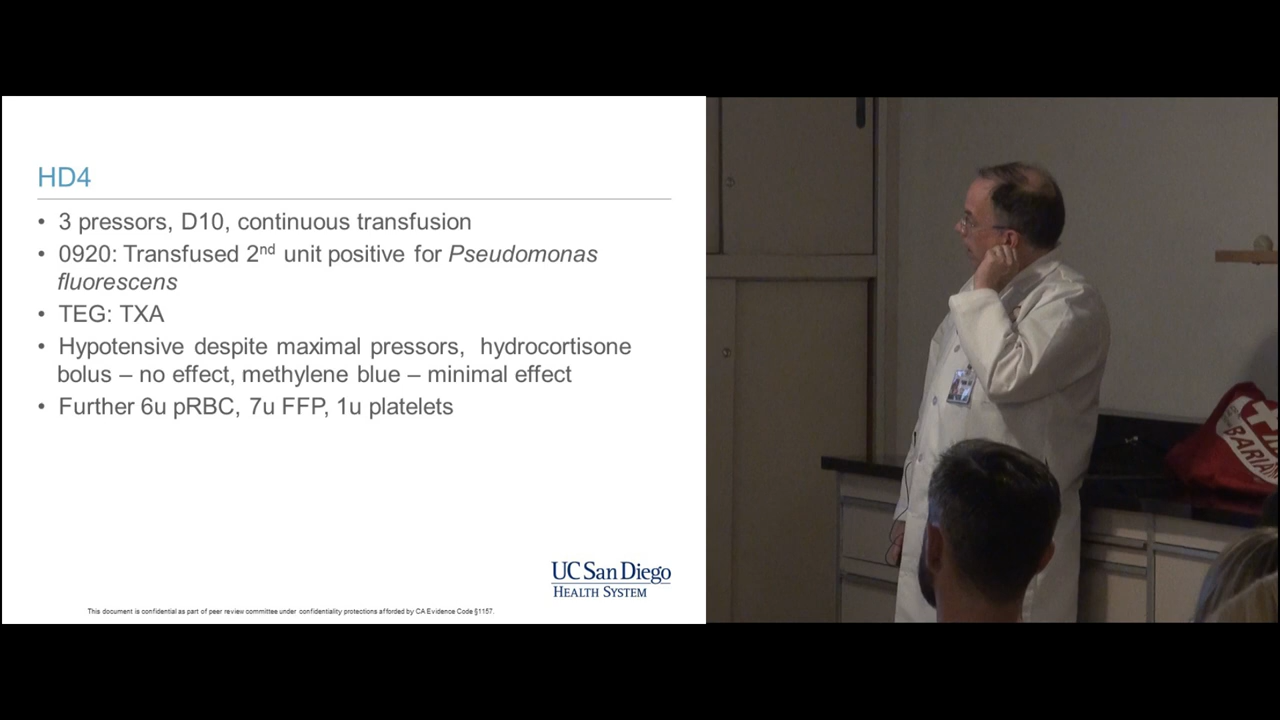 HD4
• 3 pressors, D10, continuous transfusion
• 0920: Transfused 2nd unit positive for Pseudomonas
fluorescens
• TEG: TXA
• Hypotensive despite maximal pressors, hydrocortisone
bolus – no effect, methylene blue – minimal effect
• Further 6u pRBC, 7u FFP, 1u platelets
UC San Diego
HEALTH SYSTEM
This document is confidential as part of peer review committee under confidentiality protections afforded by CA Evidence Code §1157.